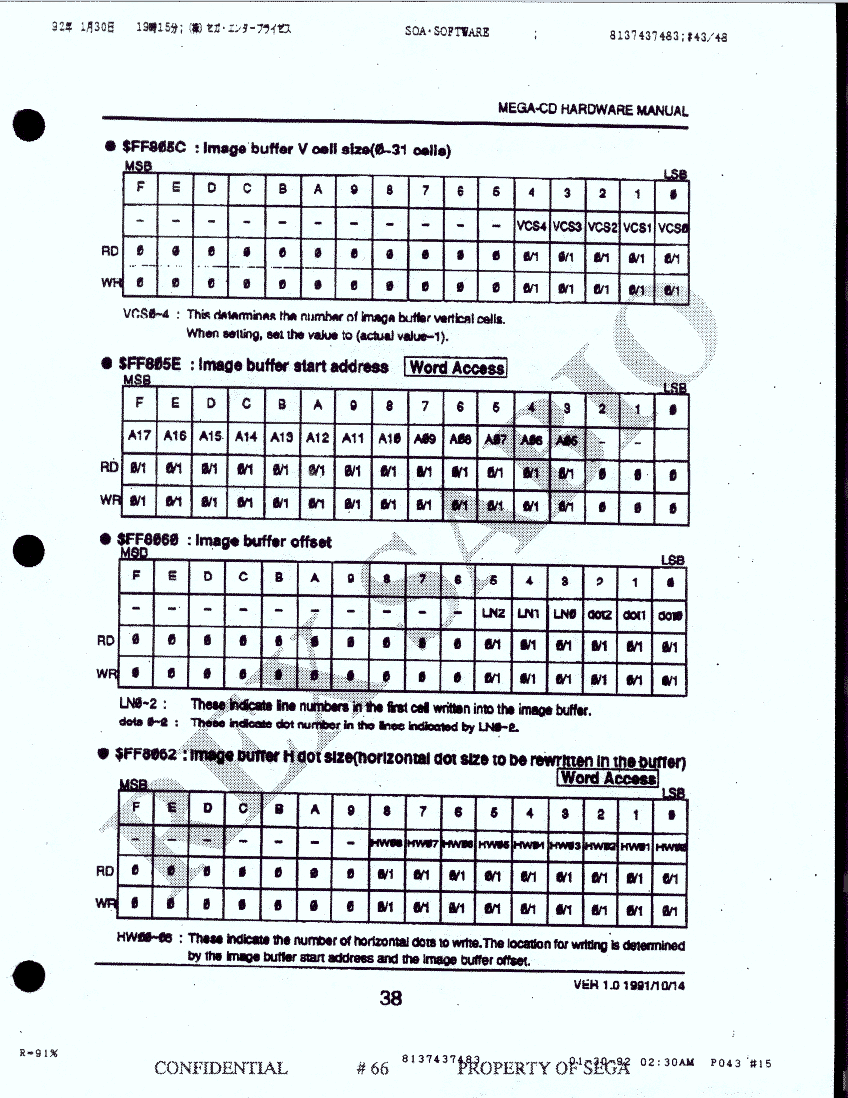 92年 1月30日 19時15分; (株) セガ・エンタープライゼス SOA・SOFTWARE ; 8137437483;#43/48
MEGA-CD HARDWARE MANUAL
● $FF805C : Image buffer V cell size(0~31 cells)
MSB LSB
F E D C B A 9 8 7 6 5 4 3 2 1 0
- - - - - - - - - - - VCS4 VCS3 VCS2 VCS1 VCS0
RD 0 0 0 0 0 0 0 0 0 0 0 0/1 0/1 0/1 0/1 0/1
WR 0 0 0 0 0 0 0 0 0 0 0 0/1 0/1 0/1 0/1 0/1
VCS0~4 : This determines the number of image buffer vertical cells.
When setting, set the value to (actual value-1).
● $FF805E : Image buffer start address Word Access
MSB LSB
F E D C B A 9 8 7 6 5 4 3 2 1 0
A17 A16 A15 A14 A13 A12 A11 A10 A09 A08 A07 A06 A05 - -
RD 0/1 0/1 0/1 0/1 0/1 0/1 0/1 0/1 0/1 0/1 0/1 0/1 0/1 0 0 0
WR 0/1 0/1 0/1 0/1 0/1 0/1 0/1 0/1 0/1 0/1 0/1 0/1 0/1 0 0 0
● $FF8060 : Image buffer offset
MSB LSB
F E D C B A 9 8 7 6 5 4 3 2 1 0
- - - - - - - - - - LN2 LN1 LN0 dot2 dot1 dot0
RD 0 0 0 0 0 0 0 0 0 0 0/1 0/1 0/1 0/1 0/1 0/1
WR 0 0 0 0 0 0 0 0 0 0 0/1 0/1 0/1 0/1 0/1 0/1
LN0~2 : These indicate line numbers in the first cell written into the image buffer.
dots 0~2 : These indicate dot number in the lines indicated by LN0~2.
● $FF8062 : Image buffer H dot size(horizontal dot size to be rewritten in the buffer)
Word Access
MSB LSB
F E D C B A 9 8 7 6 5 4 3 2 1 0
- - - - - - - HW08 HW07 HW06 HW05 HW04 HW03 HW02 HW01 HW00
RD 0 0 0 0 0 0 0 0/1 0/1 0/1 0/1 0/1 0/1 0/1 0/1 0/1
WR 0 0 0 0 0 0 0 0/1 0/1 0/1 0/1 0/1 0/1 0/1 0/1 0/1
HW00~08 : These indicate the number of horizontal dots to write.The location for writing is determined
by the image buffer start address and the image buffer offset.
VER 1.0 1991/10/14
38
R=91% 8137437483 01-30-92 02:30AM P043 #15
CONFIDENTIAL #66 PROPERTY OF SEGA